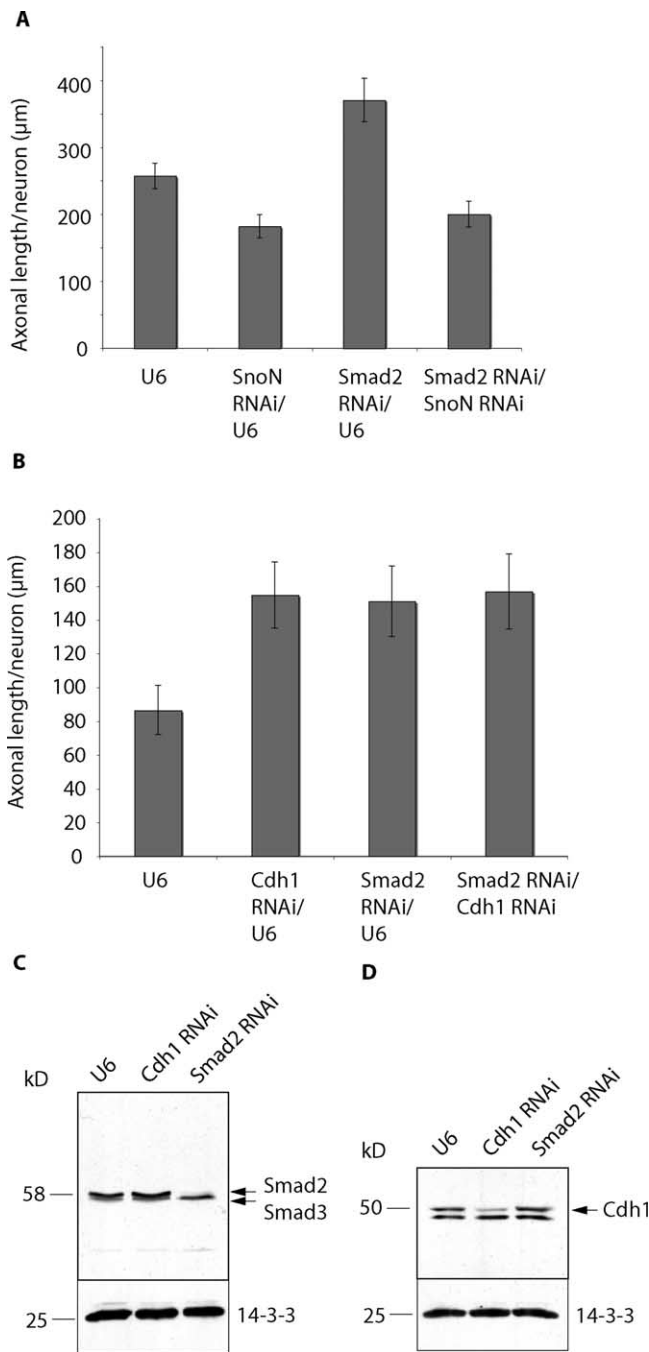 A
Axonal length/neuron (µm)
400
300
200
100
0
U6
SnoN
RNAi/
U6
Smad2
RNAi/
U6
Smad2 RNAi/
SnoN RNAi
B
Axonal length/neuron (µm)
200
180
160
140
120
100
80
60
40
20
0
U6
Cdh1
RNAi/
U6
Smad2
RNAi/
U6
Smad2 RNAi/
Cdh1 RNAi
C
kD
U6
Cdh1 RNAi
Smad2 RNAi
58
Smad2
Smad3
25
14-3-3
D
kD
U6
Cdh1 RNAi
Smad2 RNAi
50
Cdh1
25
14-3-3